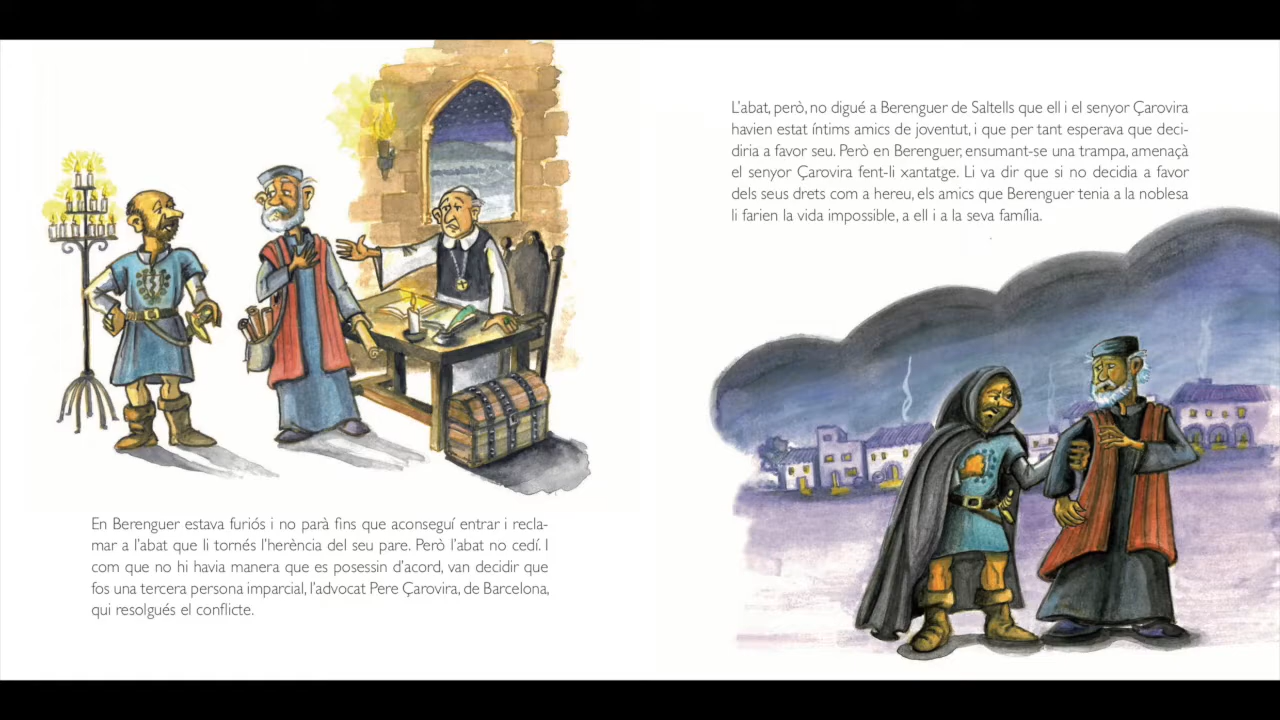 En Berenguer estava furiós i no parà fins que aconseguí entrar i recla-
mar a l’abat que li tornés l’herència del seu pare. Però l’abat no cedí. I
com que no hi havia manera que es posessin d’acord, van decidir que
fos una tercera persona imparcial, l’advocat Pere Çarovira, de Barcelona,
qui resolgués el conflicte.
L’abat, però, no digué a Berenguer de Saltells que ell i el senyor Çarovira
havien estat íntims amics de joventut, i que per tant esperava que deci-
diria a favor seu. Però en Berenguer, ensumant-se una trampa, amenaçà
el senyor Çarovira fent-li xantatge. Li va dir que si no decidia a favor
dels seus drets com a hereu, els amics que Berenguer tenia a la noblesa
li farien la vida impossible, a ell i a la seva família.